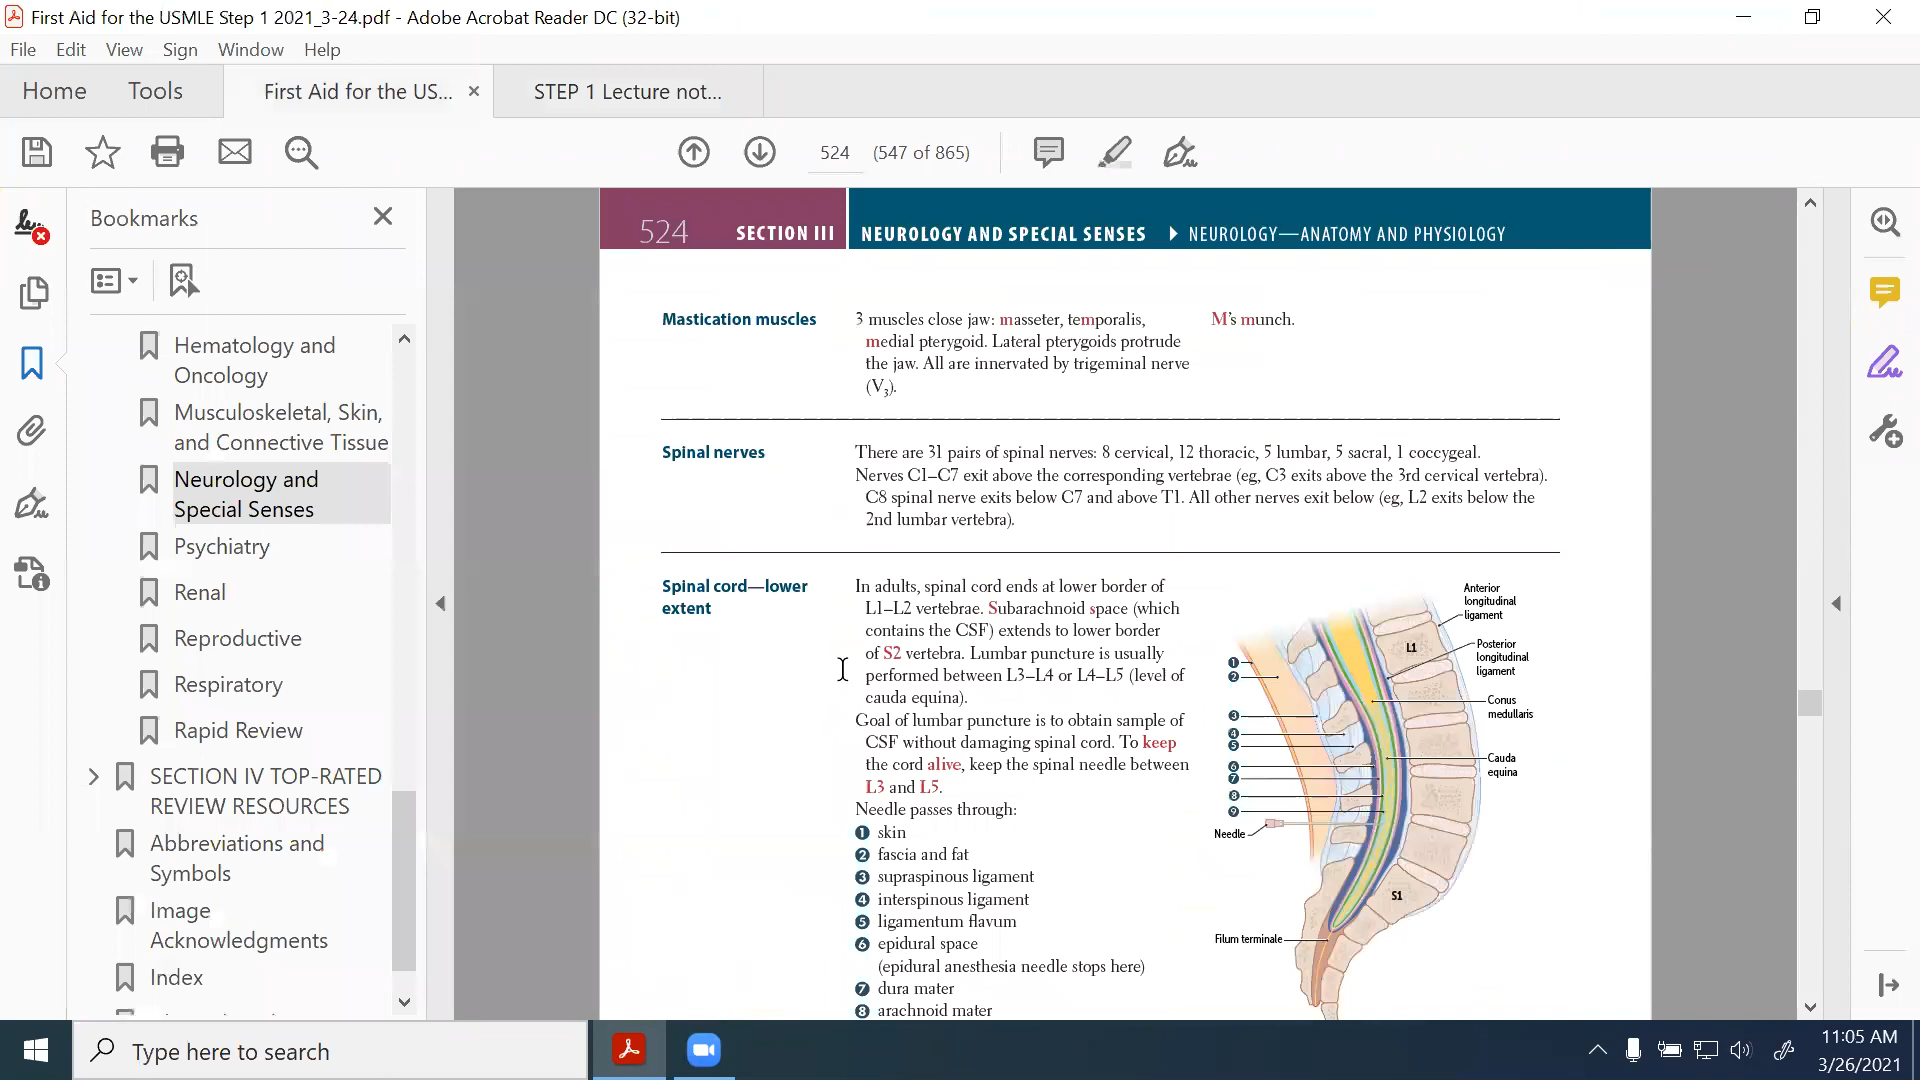 First Aid for the USMLE Step 1 2021_3-24.pdf - Adobe Acrobat Reader DC (32-bit)
File Edit View Sign Window Help
Home Tools First Aid for the US... × STEP 1 Lecture not...
524 (547 of 865)
Bookmarks
Hematology and
Oncology
Musculoskeletal, Skin,
and Connective Tissue
Neurology and
Special Senses
Psychiatry
Renal
Reproductive
Respiratory
Rapid Review
SECTION IV TOP-RATED
REVIEW RESOURCES
Abbreviations and
Symbols
Image
Acknowledgments
Index
524 SECTION III NEUROLOGY AND SPECIAL SENSES ▶ NEUROLOGY—ANATOMY AND PHYSIOLOGY
Mastication muscles
3 muscles close jaw: masseter, temporalis,
medial pterygoid. Lateral pterygoids protrude
the jaw. All are innervated by trigeminal nerve
(V3).
M's munch.
Spinal nerves
There are 31 pairs of spinal nerves: 8 cervical, 12 thoracic, 5 lumbar, 5 sacral, 1 coccygeal.
Nerves C1–C7 exit above the corresponding vertebrae (eg, C3 exits above the 3rd cervical vertebra).
C8 spinal nerve exits below C7 and above T1. All other nerves exit below (eg, L2 exits below the
2nd lumbar vertebra).
Spinal cord—lower
extent
In adults, spinal cord ends at lower border of
L1–L2 vertebrae. Subarachnoid space (which
contains the CSF) extends to lower border
of S2 vertebra. Lumbar puncture is usually
performed between L3–L4 or L4–L5 (level of
cauda equina).
Goal of lumbar puncture is to obtain sample of
CSF without damaging spinal cord. To keep
the cord alive, keep the spinal needle between
L3 and L5.
Needle passes through:
1 skin
2 fascia and fat
3 supraspinous ligament
4 interspinous ligament
5 ligamentum flavum
6 epidural space
(epidural anesthesia needle stops here)
7 dura mater
8 arachnoid mater
Anterior
longitudinal
ligament
L1
Posterior
longitudinal
ligament
Conus
medullaris
Cauda
equina
1
2
3
4
5
6
7
8
9
Needle
S1
Filum terminale
Type here to search
11:05 AM
3/26/2021